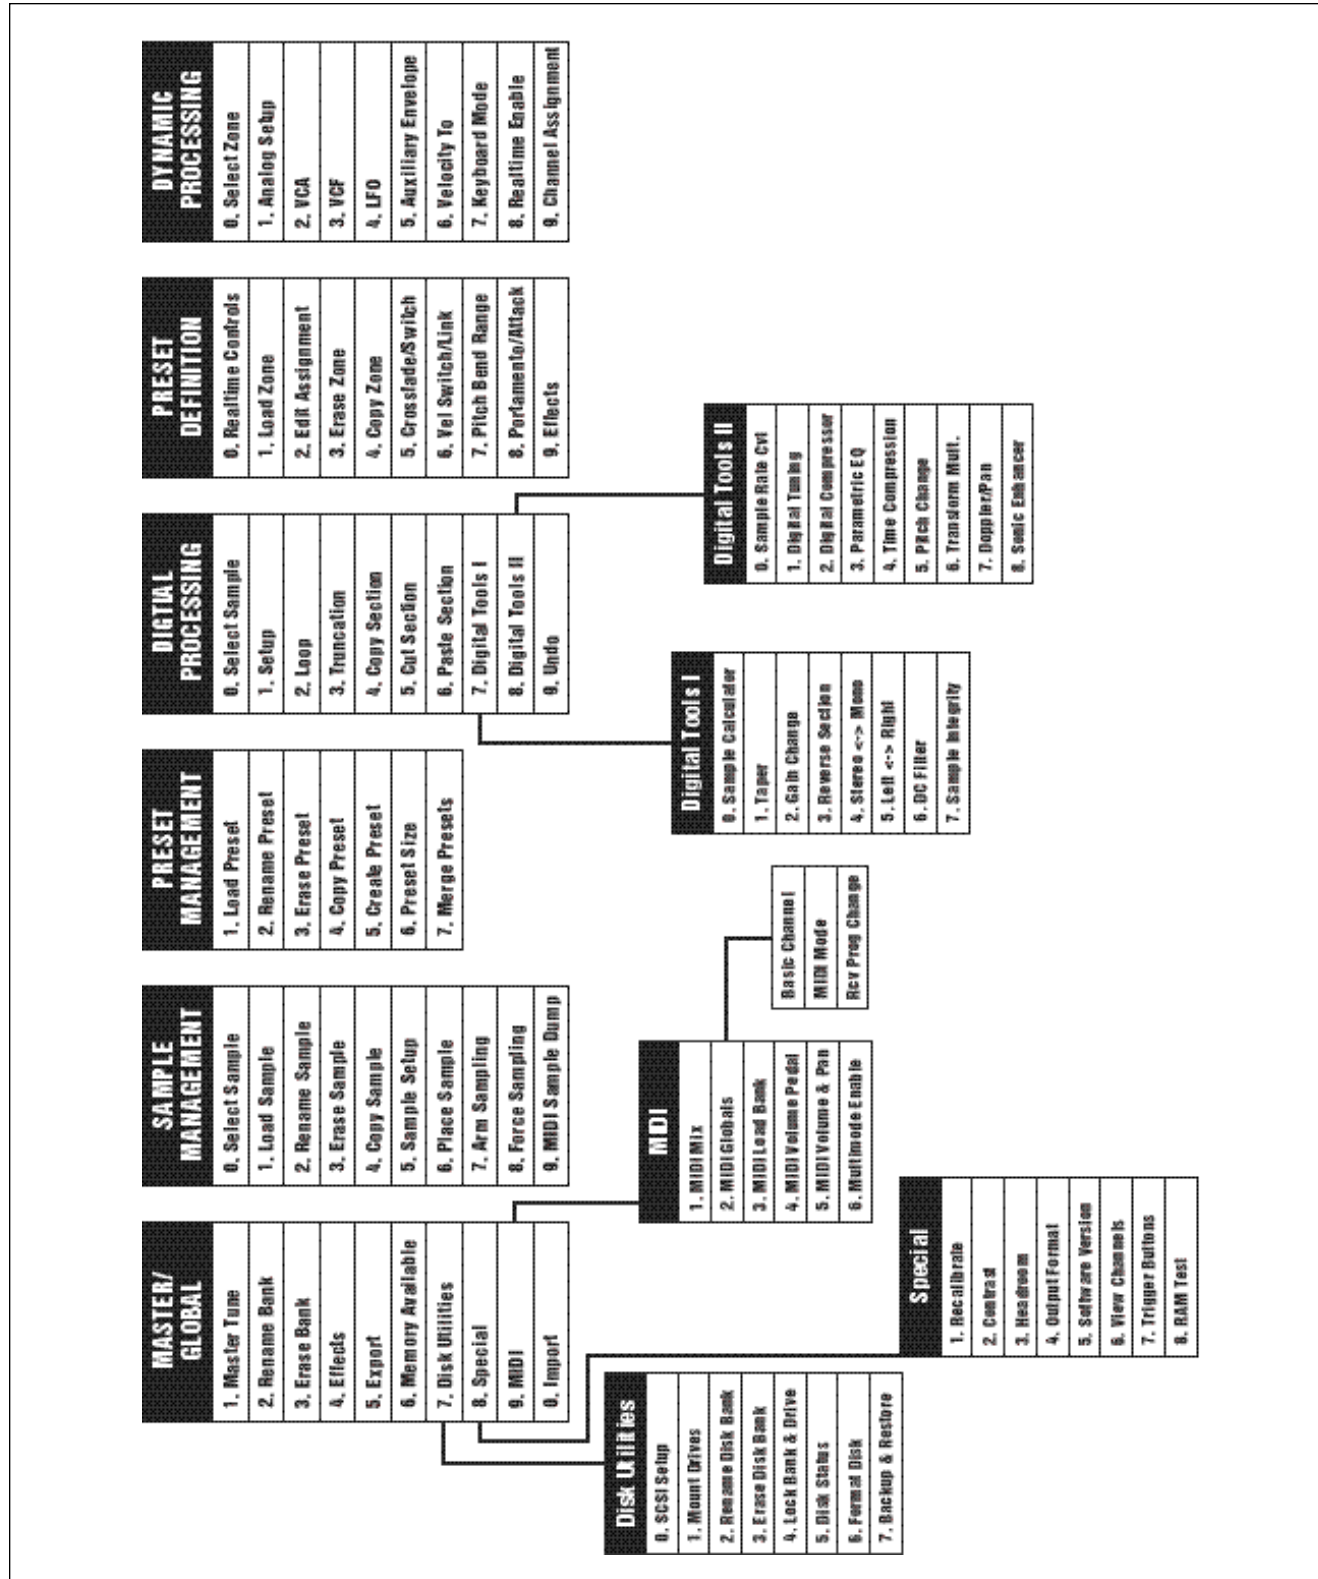 MASTER/
GLOBAL
1. Master Tune
2. Rename Bank
3. Erase Bank
4. Effects
5. Export
6. Memory Available
7. Disk Utilities
8. Special
9. MIDI
0. Import
SAMPLE
MANAGEMENT
0. Select Sample
1. Load Sample
2. Rename Sample
3. Erase Sample
4. Copy Sample
5. Sample Setup
6. Place Sample
7. Arm Sampling
8. Force Sampling
9. MIDI Sample Dump
PRESET
MANAGEMENT
1. Load Preset
2. Rename Preset
3. Erase Preset
4. Copy Preset
5. Create Preset
6. Preset Size
7. Merge Presets
DIGTIAL
PROCESSING
0. Select Sample
1. Setup
2. Loop
3. Truncation
4. Copy Section
5. Cut Section
6. Paste Section
7. Digital Tools I
8. Digital Tools II
9. Undo
PRESET
DEFINITION
0. Realtime Controls
1. Load Zone
2. Edit Assignment
3. Erase Zone
4. Copy Zone
5. Crossfade/Switch
6. Vel Switch/Link
7. Pitch Bend Range
8. Portamento/Attack
9. Effects
DYNAMIC
PROCESSING
0. Select Zone
1. Analog Setup
2. VCA
3. VCF
4. LFO
5. Auxiliary Envelope
6. Velocity To
7. Keyboard Mode
8. Realtime Enable
9. Channel Assignment
Disk Utilities
0. SCSI Setup
1. Mount Drives
2. Rename Disk Bank
3. Erase Disk Bank
4. Lock Bank & Drive
5. Disk Status
6. Format Disk
7. Backup & Restore
Special
1. Recalibrate
2. Contrast
3. Headroom
4. Output Format
5. Software Version
6. View Channels
7. Trigger Buttons
8. RAM Test
MIDI
1. MIDI Mix
2. MIDI Globals
3. MIDI Load Bank
4. MIDI Volume Pedal
5. MIDI Volume & Pan
6. Multimode Enable
Basic Channel
MIDI Mode
Rcv Prog Change
Digital Tools I
0. Sample Calculator
1. Taper
2. Gain Change
3. Reverse Section
4. Stereo <-> Mono
5. Left <-> Right
6. DC Filter
7. Sample Integrity
Digital Tools II
0. Sample Rate Cvt
1. Digital Tuning
2. Digital Compressor
3. Parametric EQ
4. Time Compression
5. Pitch Change
6. Transform Mult.
7. Doppler/Pan
8. Sonic Enhancer